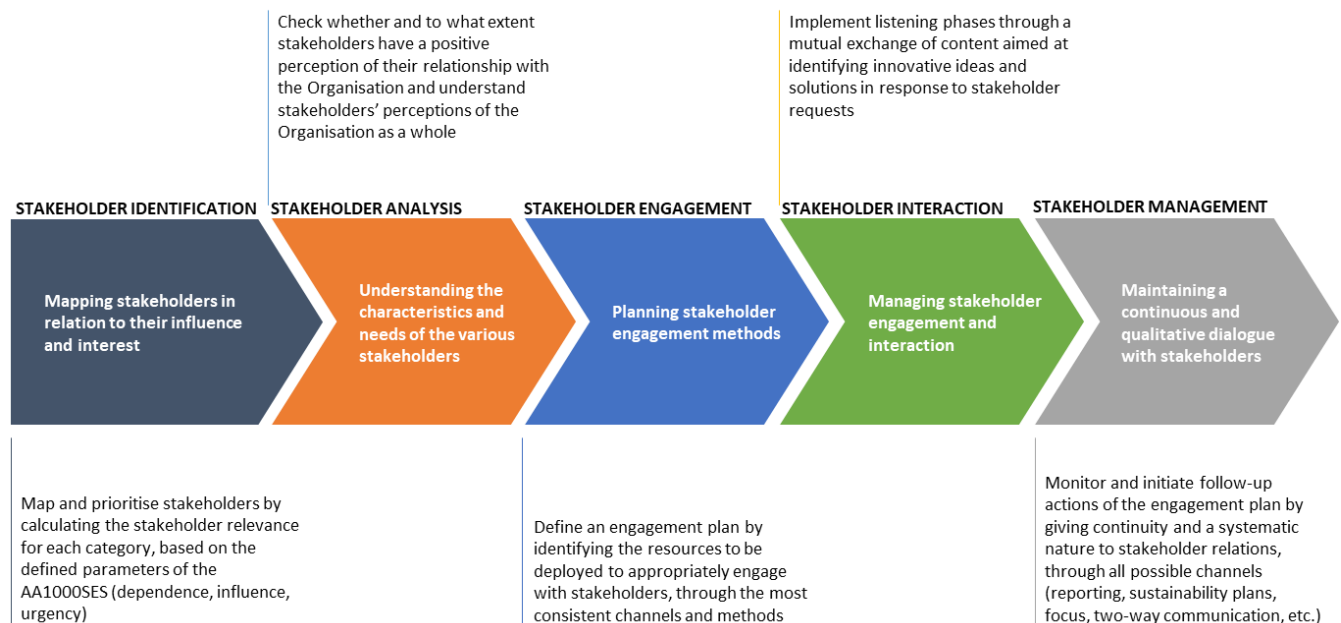 Check whether and to what extent
stakeholders have a positive
perception of their relationship with
the Organisation and understand
stakeholders’ perceptions of the
Organisation as a whole
Implement listening phases through a
mutual exchange of content aimed at
identifying innovative ideas and
solutions in response to stakeholder
requests
STAKEHOLDER IDENTIFICATION
STAKEHOLDER ANALYSIS
STAKEHOLDER ENGAGEMENT
STAKEHOLDER INTERACTION
STAKEHOLDER MANAGEMENT
Mapping stakeholders in
relation to their influence
and interest
Understanding the
characteristics and
needs of the various
stakeholders
Planning stakeholder
engagement methods
Managing stakeholder
engagement and
interaction
Maintaining a
continuous and
qualitative dialogue
with stakeholders
Map and prioritise stakeholders by
calculating the stakeholder relevance
for each category, based on the
defined parameters of the
AA1000SES (dependence, influence,
urgency)
Define an engagement plan by
identifying the resources to be
deployed to appropriately engage
with stakeholders, through the most
consistent channels and methods
Monitor and initiate follow-up
actions of the engagement plan by
giving continuity and a systematic
nature to stakeholder relations,
through all possible channels
(reporting, sustainability plans,
focus, two-way communication, etc.)